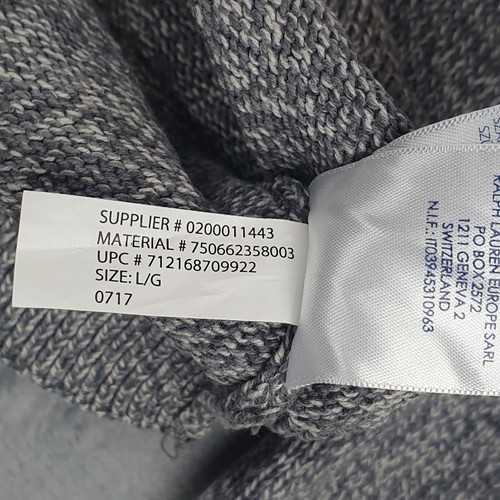 SUPPLIER # 0200011443
MATERIAL # 750662358003
UPC # 712168709922
SIZE: L/G
0717
RALPH LAUREN EUROPE SARL
PO BOX 2572
1211 GENEVA 2
SWITZERLAND
N.I.F.: IT03945310963